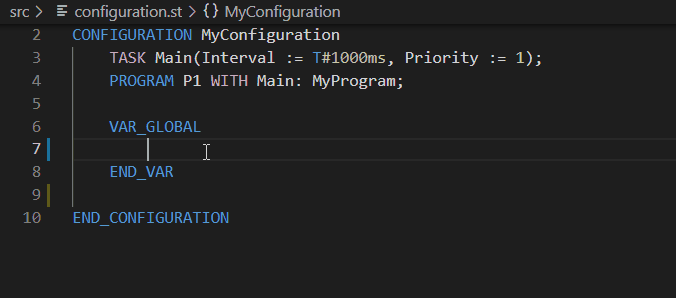 src > configuration.st > {} MyConfiguration
2 CONFIGURATION MyConfiguration
3 TASK Main(Interval := T#1000ms, Priority := 1);
4 PROGRAM P1 WITH Main: MyProgram;
5
6 VAR_GLOBAL
7
8 END_VAR
9
10 END_CONFIGURATION